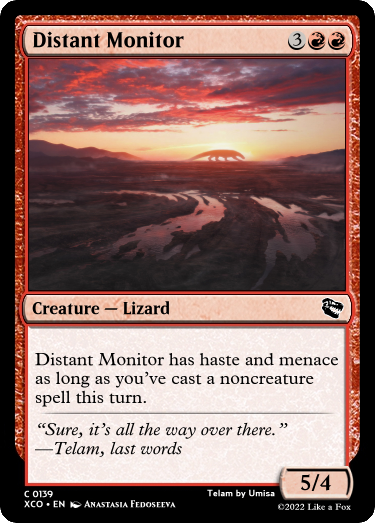 Distant Monitor 3
Creature — Lizard
Distant Monitor has haste and menace
as long as you've cast a noncreature
spell this turn.
“Sure, it's all the way over there.”
—Telam, last words
5/4
C 0139
XCO • EN Anastasia Fedoseeva
Telam by Umisa
©2022 Like a Fox